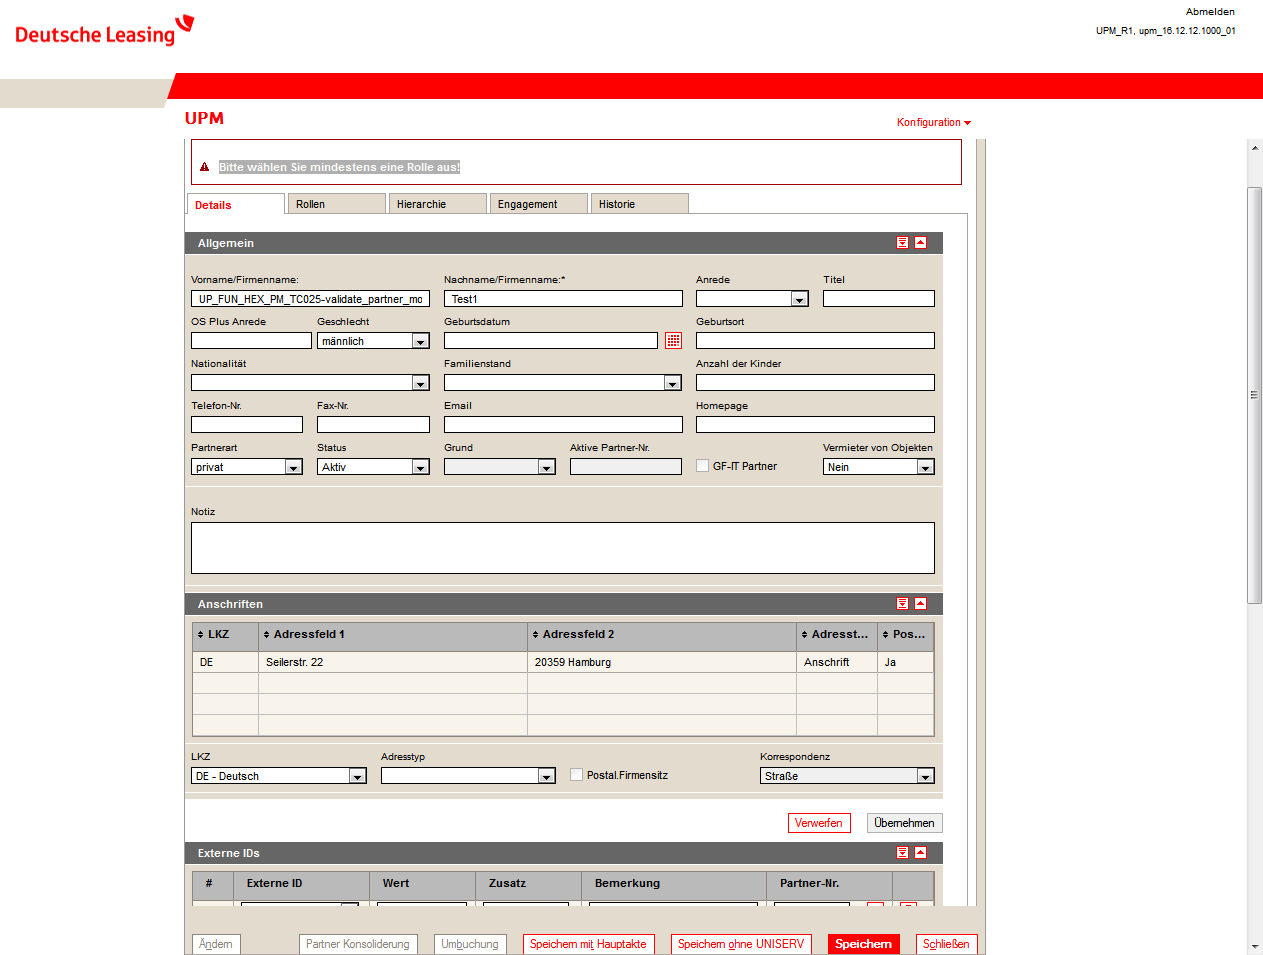 Deutsche Leasing
Abmelden
UPM_R1, upm_16.12.12.1000_01
UPM
Konfiguration
Bitte wählen Sie mindestens eine Rolle aus!
Details Rollen Hierarchie Engagement Historie
Allgemein
Vorname/Firmenname: Nachname/Firmenname:* Anrede Titel
UP_FUN_HEX_PM_TC025-validate_partner_mo Test1
OS Plus Anrede Geschlecht Geburtsdatum Geburtsort
männlich
Nationalität Familienstand Anzahl der Kinder
Telefon-Nr. Fax-Nr. Email Homepage
Partnerart Status Grund Aktive Partner-Nr. Vermieter von Objekten
privat Aktiv GF-IT Partner Nein
Notiz
Anschriften
LKZ Adressfeld 1 Adressfeld 2 Adresst... Pos...
DE Seilerstr. 22 20359 Hamburg Anschrift Ja
LKZ Adresstyp Korrespondenz
DE - Deutsch Postal.Firmensitz Straße
Verwerfen Übernehmen
Externe IDs
# Externe ID Wert Zusatz Bemerkung Partner-Nr.
Ändern Partner Konsolidierung Umbuchung Speichern mit Hauptakte Speichern ohne UNISERV Speichern Schließen